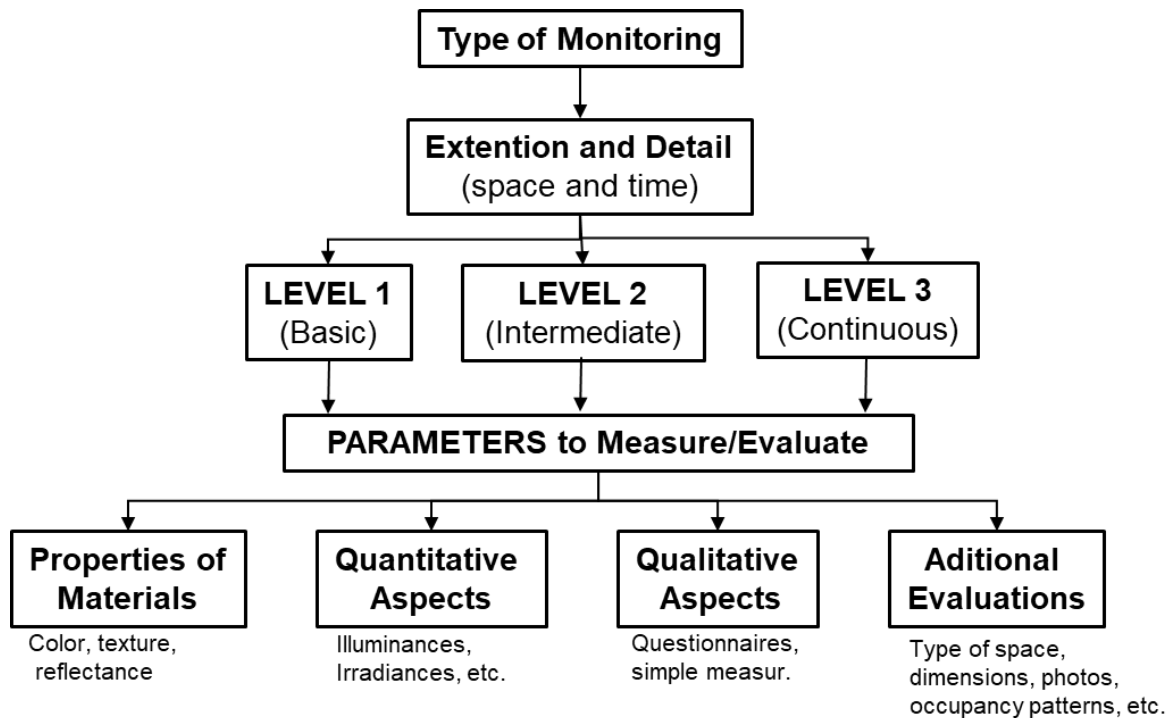 Type of Monitoring
Extention and Detail
(space and time)
LEVEL 1
(Basic)
LEVEL 2
(Intermediate)
LEVEL 3
(Continuous)
PARAMETERS to Measure/Evaluate
Properties of
Materials
Color, texture,
reflectance
Quantitative
Aspects
Illuminances,
Irradiances, etc.
Qualitative
Aspects
Questionnaires,
simple measur.
Aditional
Evaluations
Type of space,
dimensions, photos,
occupancy patterns, etc.